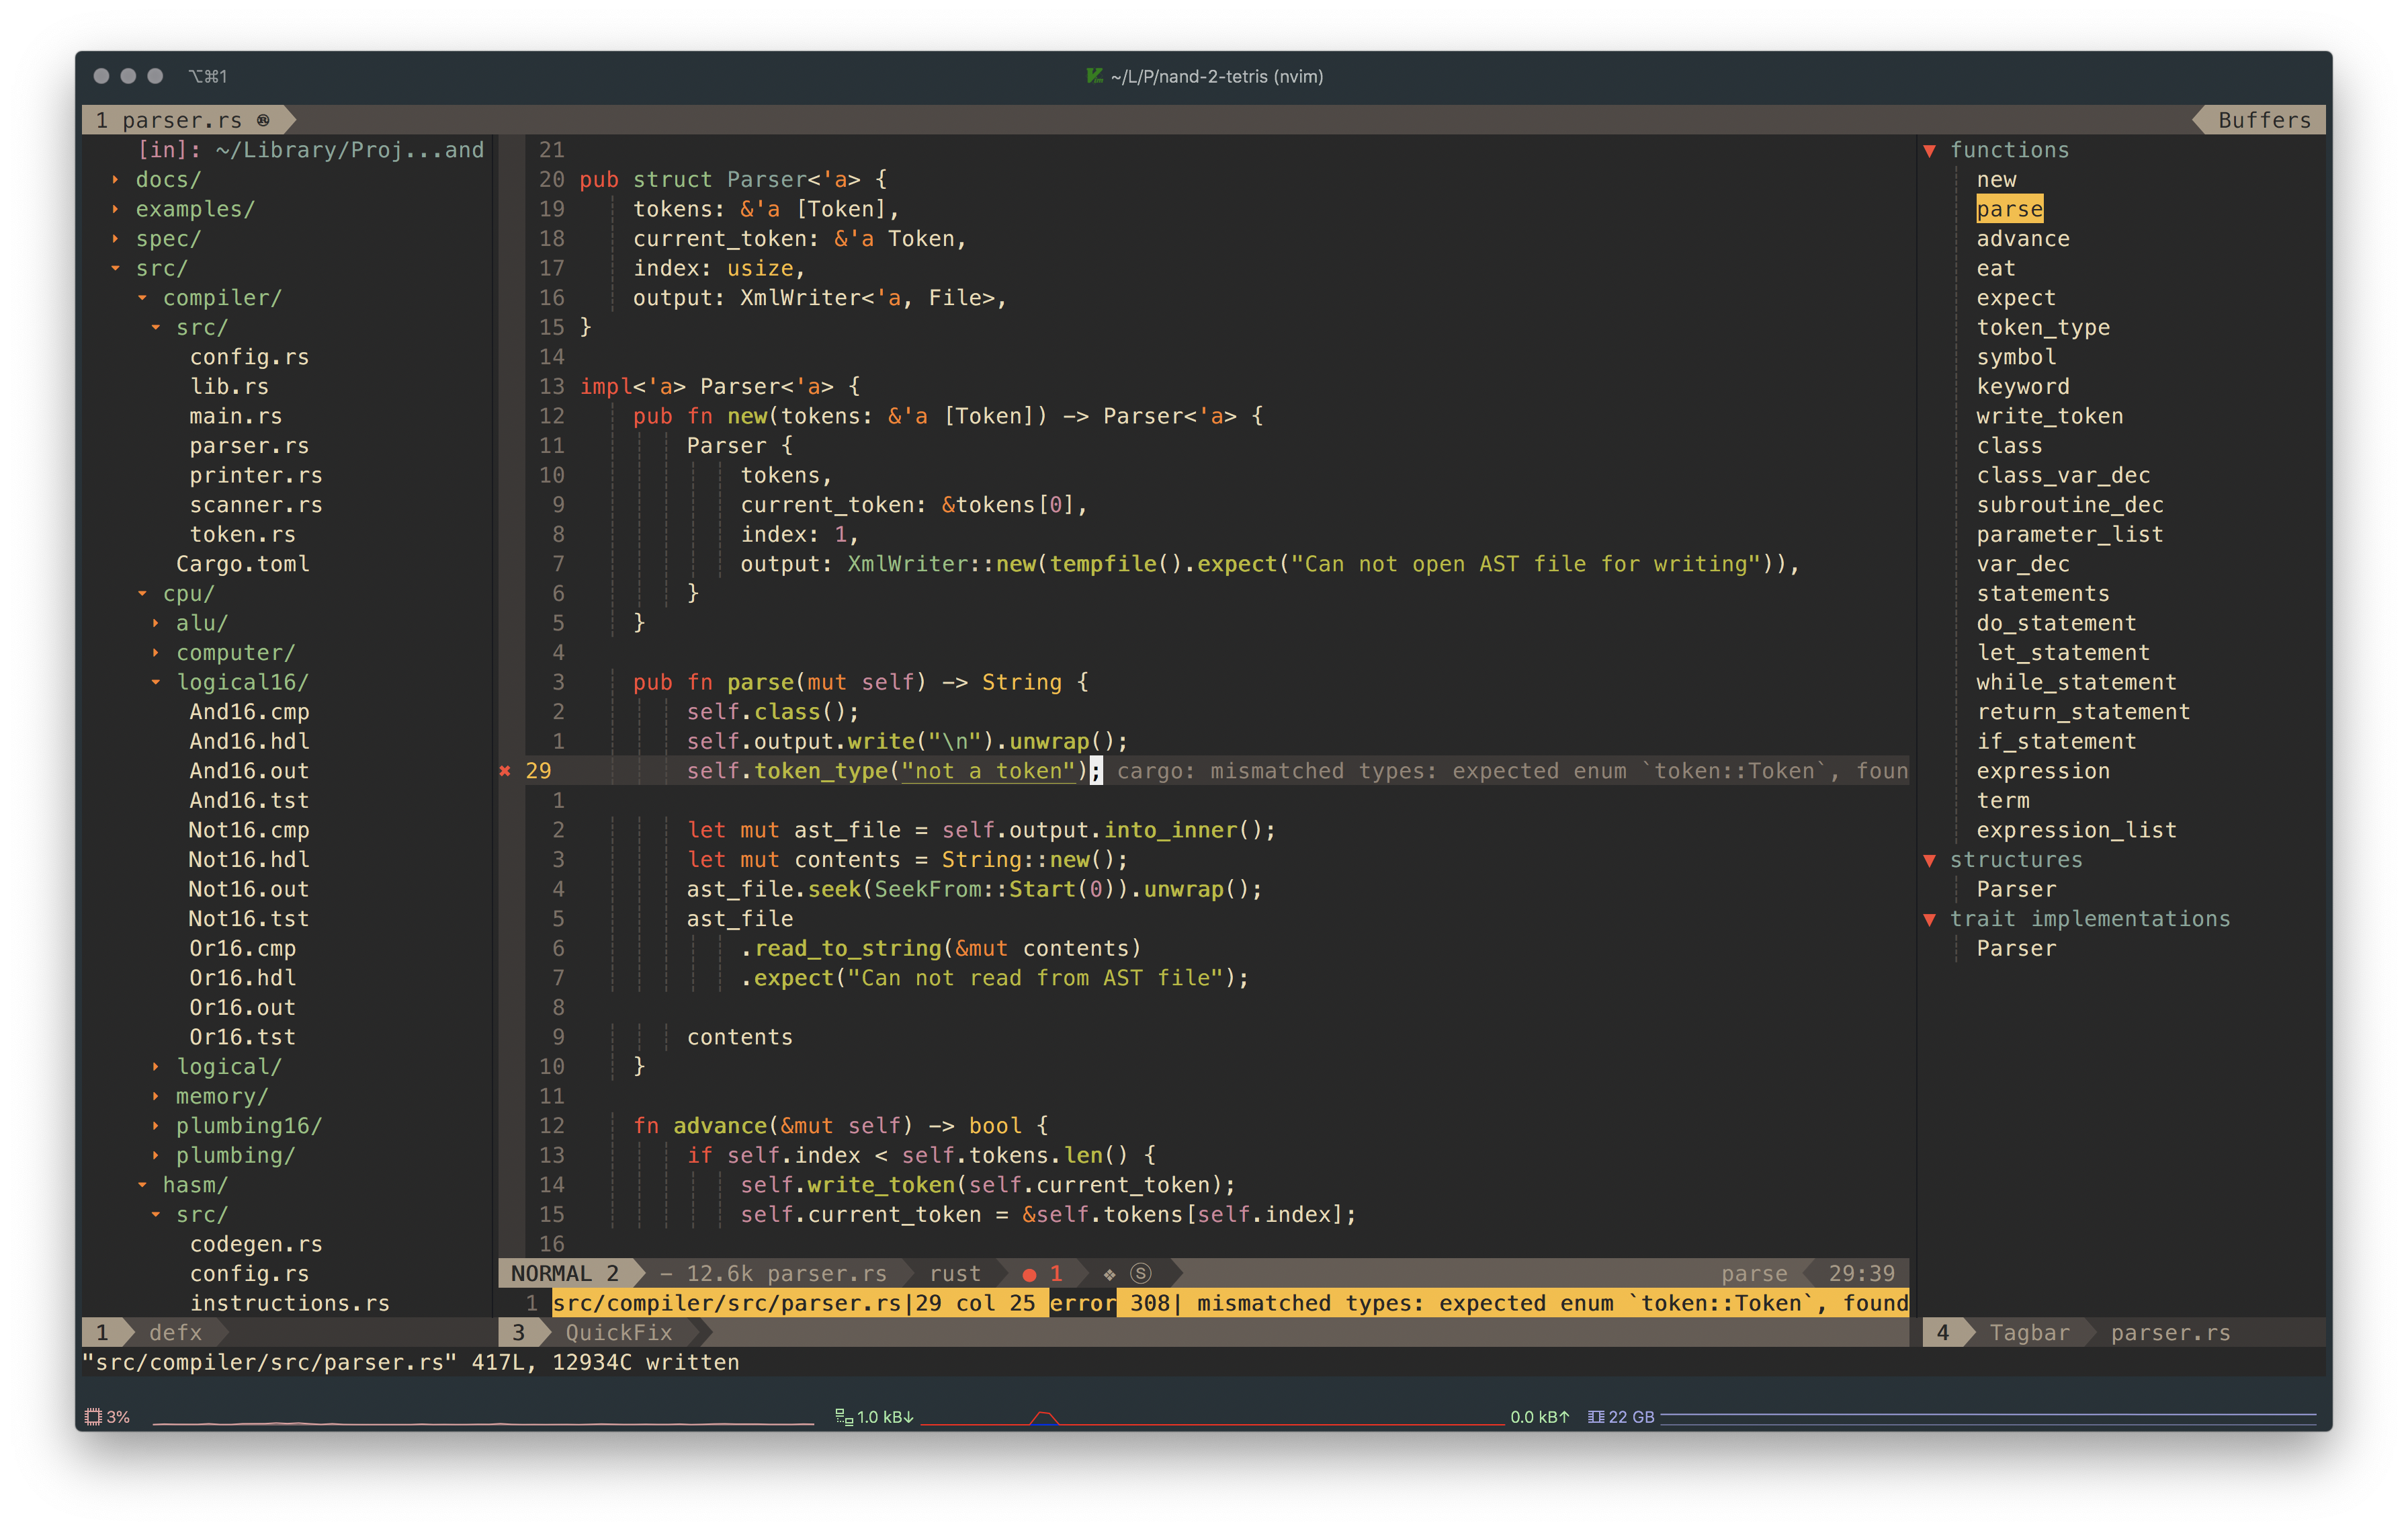 ⌥⌘1
~/L/P/nand-2-tetris (nvim)
1 parser.rs ®
Buffers
[in]: ~/Library/Proj...and
docs/
examples/
spec/
src/
compiler/
src/
config.rs
lib.rs
main.rs
parser.rs
printer.rs
scanner.rs
token.rs
Cargo.toml
cpu/
alu/
computer/
logical16/
And16.cmp
And16.hdl
And16.out
And16.tst
Not16.cmp
Not16.hdl
Not16.out
Not16.tst
Or16.cmp
Or16.hdl
Or16.out
Or16.tst
logical/
memory/
plumbing16/
plumbing/
hasm/
src/
codegen.rs
config.rs
instructions.rs
1 defx
21
20 pub struct Parser<'a> {
19     tokens: &'a [Token],
18     current_token: &'a Token,
17     index: usize,
16     output: XmlWriter<'a, File>,
15 }
14
13 impl<'a> Parser<'a> {
12     pub fn new(tokens: &'a [Token]) -> Parser<'a> {
11         Parser {
10             tokens,
9             current_token: &tokens[0],
8             index: 1,
7             output: XmlWriter::new(tempfile().expect("Can not open AST file for writing")),
6         }
5     }
4
3     pub fn parse(mut self) -> String {
2         self.class();
1         self.output.write("\n").unwrap();
✖ 29         self.token_type("not a token"); cargo: mismatched types: expected enum `token::Token`, foun
1
2         let mut ast_file = self.output.into_inner();
3         let mut contents = String::new();
4         ast_file.seek(SeekFrom::Start(0)).unwrap();
5         ast_file
6             .read_to_string(&mut contents)
7             .expect("Can not read from AST file");
8
9         contents
10     }
11
12     fn advance(&mut self) -> bool {
13         if self.index < self.tokens.len() {
14             self.write_token(self.current_token);
15             self.current_token = &self.tokens[self.index];
16
NORMAL 2 − 12.6k parser.rs rust ● 1 ❖ Ⓢ parse 29:39
1 src/compiler/src/parser.rs|29 col 25 error 308| mismatched types: expected enum `token::Token`, found
3 QuickFix
▼ functions
new
parse
advance
eat
expect
token_type
symbol
keyword
write_token
class
class_var_dec
subroutine_dec
parameter_list
var_dec
statements
do_statement
let_statement
while_statement
return_statement
if_statement
expression
term
expression_list
▼ structures
Parser
▼ trait implementations
Parser
4 Tagbar parser.rs
"src/compiler/src/parser.rs" 417L, 12934C written
3% 1.0 kB↓ 0.0 kB↑ 22 GB